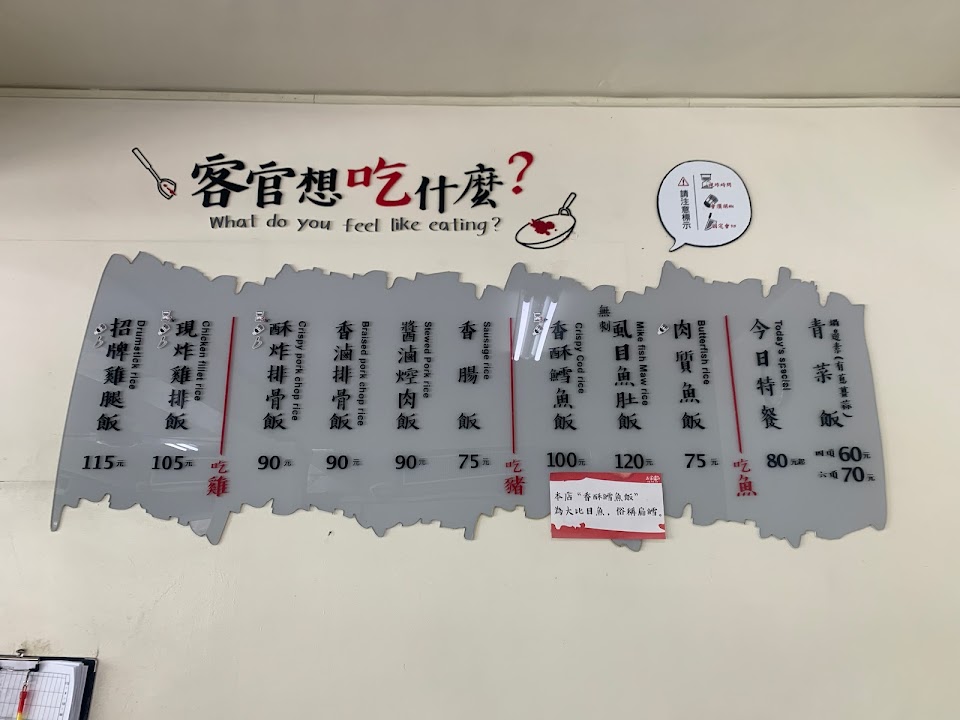 客官想吃什麼?
What do you feel like eating?
請注意標示
青菜飯
四項 60元
六項 70元
Today's special
今日特餐
80元起
吃魚
Butterfish rice
肉質魚飯
75元
Milke fish Maw rice
無刺
虱目魚肚飯
120元
Crispy Cod rice
香酥鱈魚飯
100元
吃豬
Sausage rice
香腸飯
75元
Stewed Pork rice
醬滷焢肉飯
90元
Braised pork chop rice
香滷排骨飯
90元
Crispy pork chop rice
酥炸排骨飯
90元
吃雞
Chicken fillet rice
現炸雞排飯
105元
Drumstick rice
招牌雞腿飯
115元
本店"香酥鱈魚飯"
為大比目魚，俗稱扁鱈。